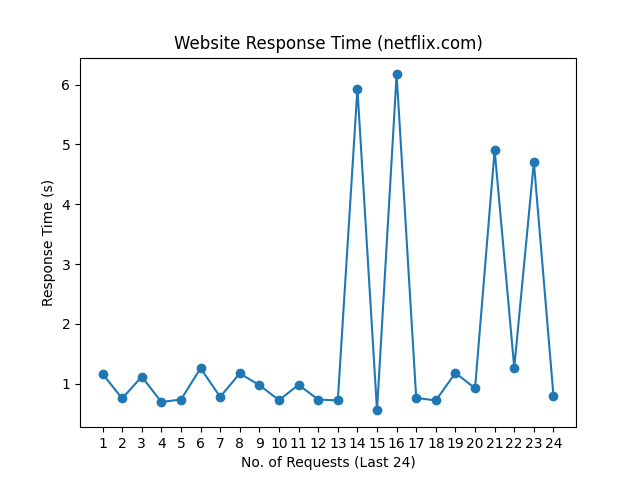 Website Response Time (netflix.com)
Response Time (s)
6
5
4
3
2
1
1 2 3 4 5 6 7 8 9 10 11 12 13 14 15 16 17 18 19 20 21 22 23 24
No. of Requests (Last 24)